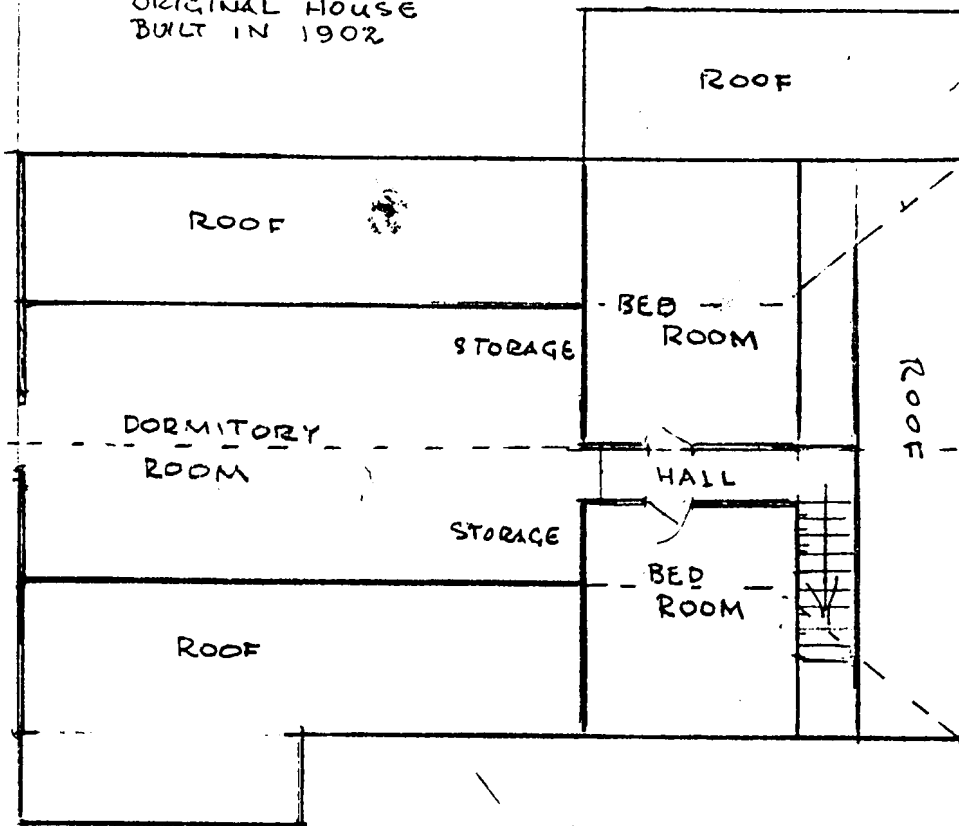 ORIGINAL HOUSE
BUILT IN 1902
ROOF
ROOF
BED
ROOM
STORAGE
ROOF
DORMITORY
ROOM
HALL
STORAGE
BED
ROOM
ROOF